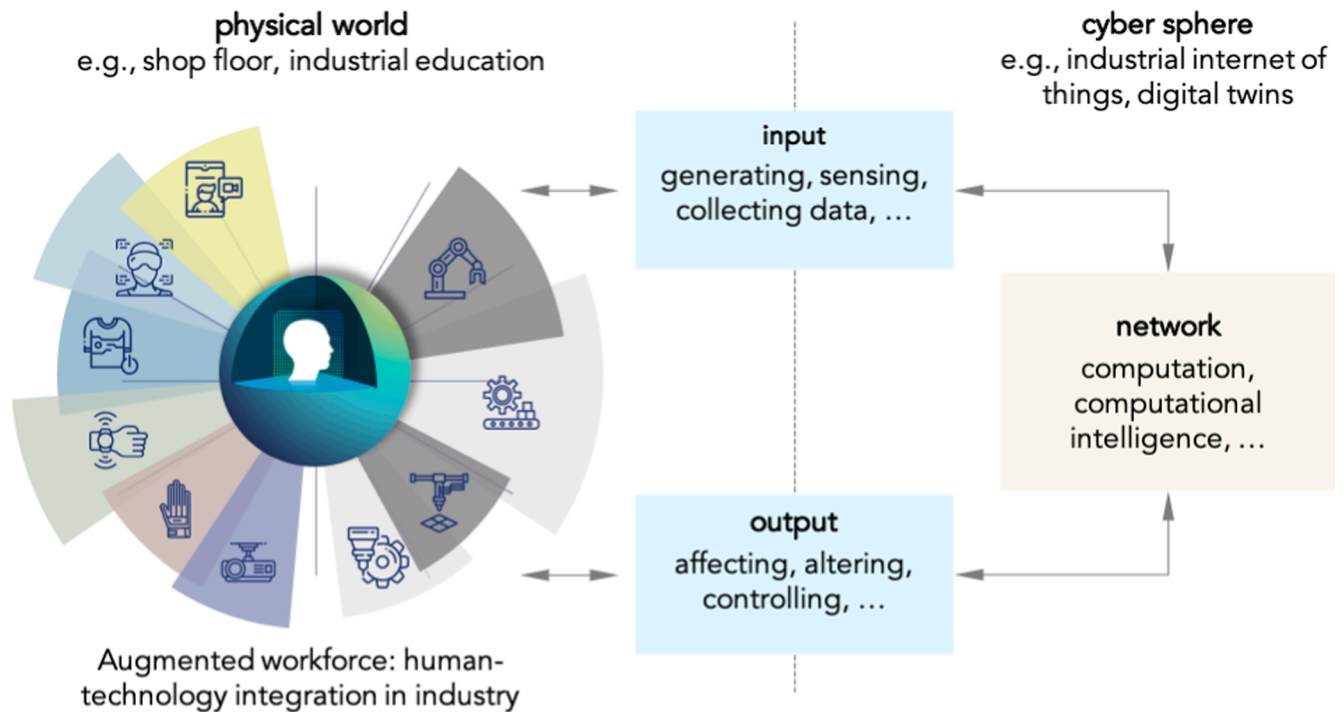 physical world
e.g., shop floor, industrial education
cyber sphere
e.g., industrial internet of
things, digital twins
input
generating, sensing,
collecting data, …
network
computation,
computational
intelligence, …
output
affecting, altering,
controlling, …
Augmented workforce: human-
technology integration in industry